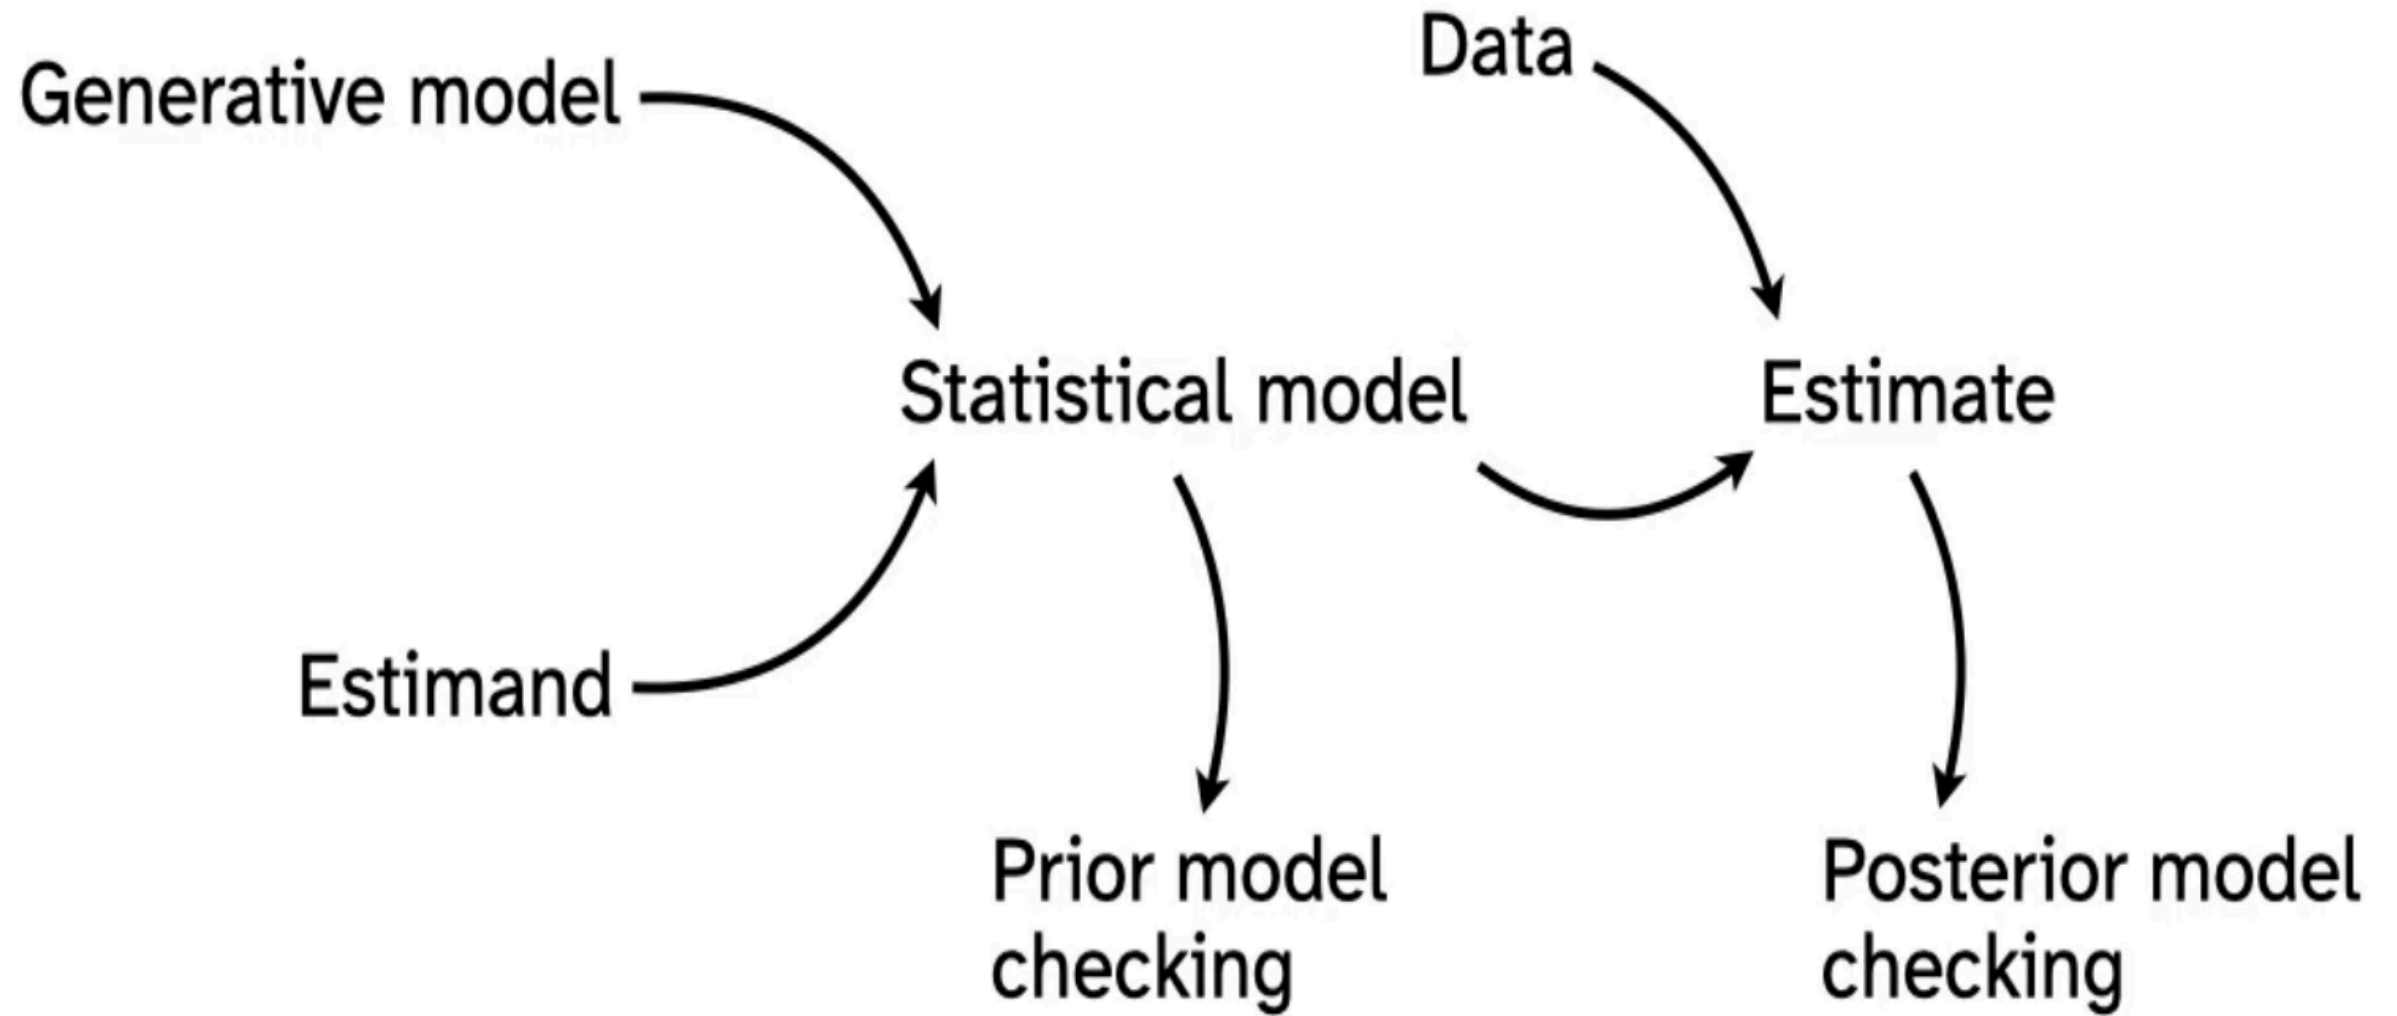 Data
Generative model
Statistical model
Estimate
Estimand
Prior model
checking
Posterior model
checking